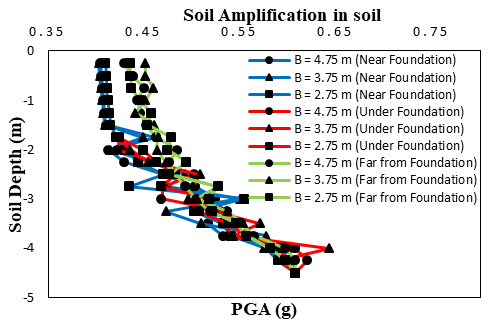 Soil Amplification in soil
0.35 0.45 0.55 0.65 0.75
0
B = 4.75 m (Near Foundation)
B = 3.75 m (Near Foundation)
B = 2.75 m (Near Foundation)
B = 4.75 m (Under Foundation)
B = 3.75 m (Under Foundation)
B = 2.75 m (Under Foundation)
B = 4.75 m (Far from Foundation)
B = 3.75 m (Far from Foundation)
B = 2.75 m (Far from Foundation)
-1
-2
-3
-4
-5
Soil Depth (m)
PGA (g)